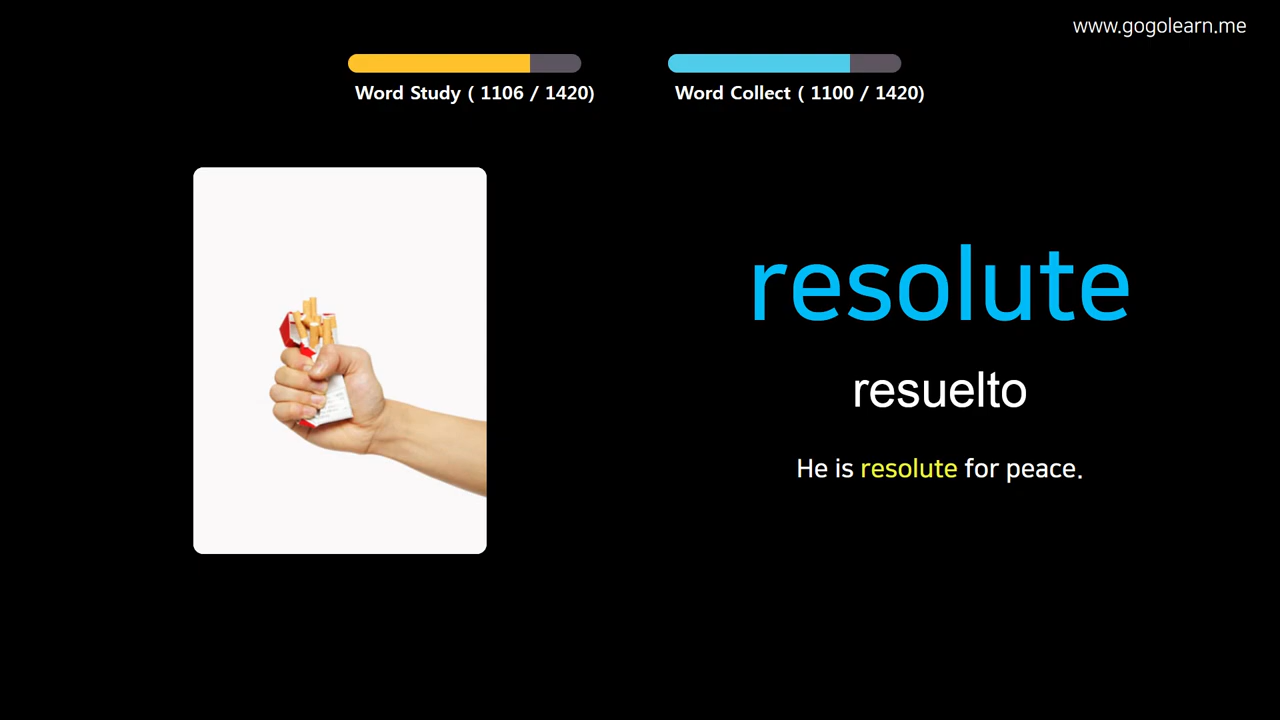 www.gogolearn.me
Word Study ( 1106 / 1420)
Word Collect ( 1100 / 1420)
resolute
resuelto
He is resolute for peace.